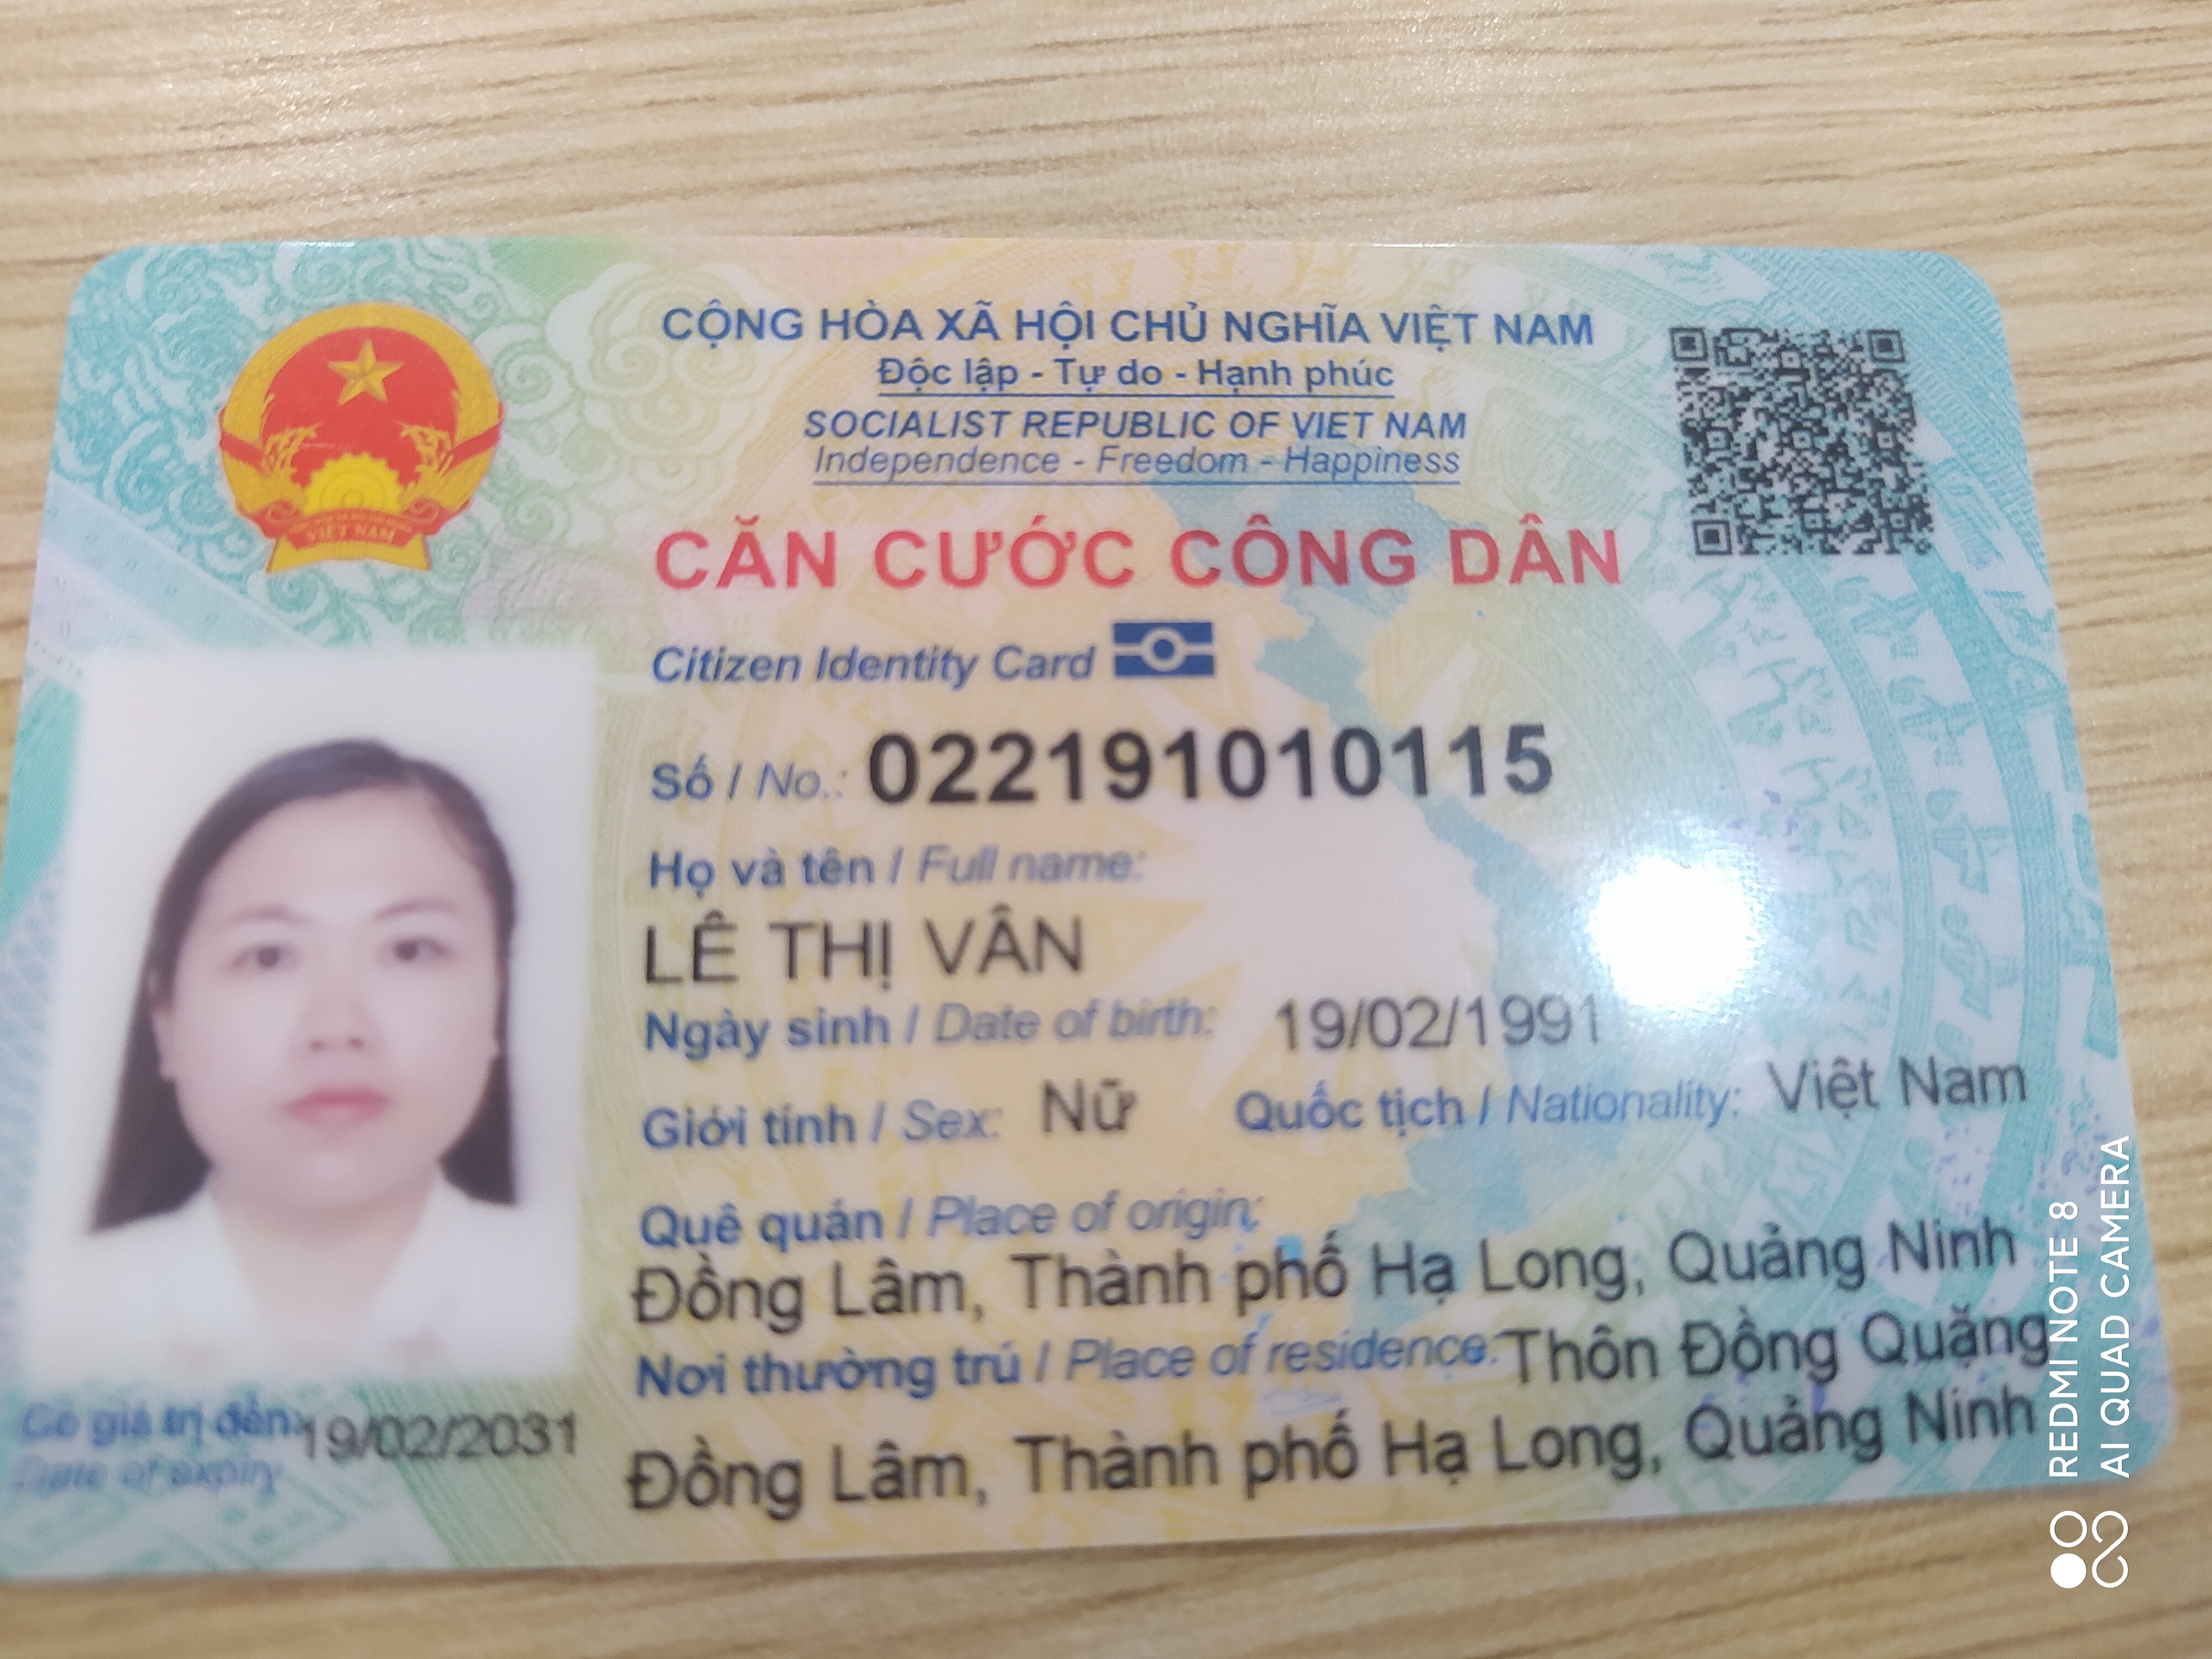 CỘNG HÒA XÃ HỘI CHỦ NGHĨA VIỆT NAM
Độc lập - Tự do - Hạnh phúc
SOCIALIST REPUBLIC OF VIET NAM
Independence - Freedom - Happiness
VIỆT NAM
CĂN CƯỚC CÔNG DÂN
Citizen Identity Card
Số / No.: 022191010115
Họ và tên / Full name:
LÊ THỊ VÂN
Ngày sinh / Date of birth: 19/02/1991
Giới tính / Sex: Nữ Quốc tịch / Nationality: Việt Nam
Quê quán / Place of origin:
Đồng Lâm, Thành phố Hạ Long, Quảng Ninh
Nơi thường trú / Place of residence: Thôn Đồng Quặng
Đồng Lâm, Thành phố Hạ Long, Quảng Ninh
Có giá trị đến: 19/02/2031
Date of expiry
REDMI NOTE 8
AI QUAD CAMERA